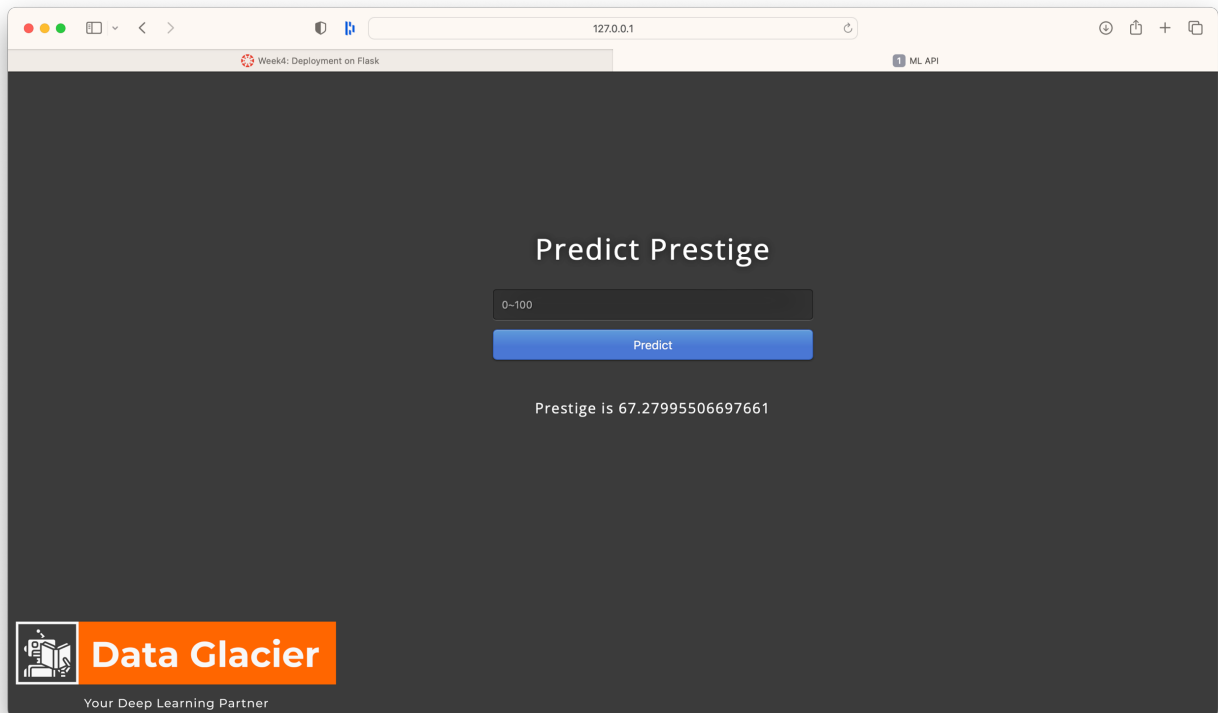 127.0.0.1
Week4: Deployment on Flask
1 ML API
Predict Prestige
0~100
Predict
Prestige is 67.27995506697661
Data Glacier
Your Deep Learning Partner